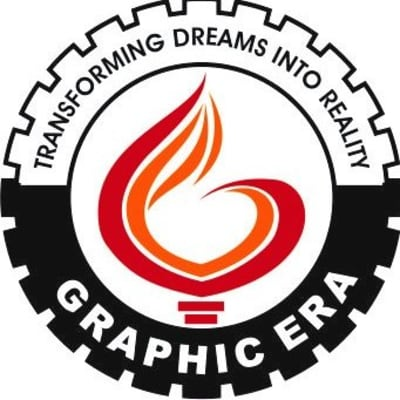 TRANSFORMING DREAMS INTO REALITY
GRAPHIC ERA